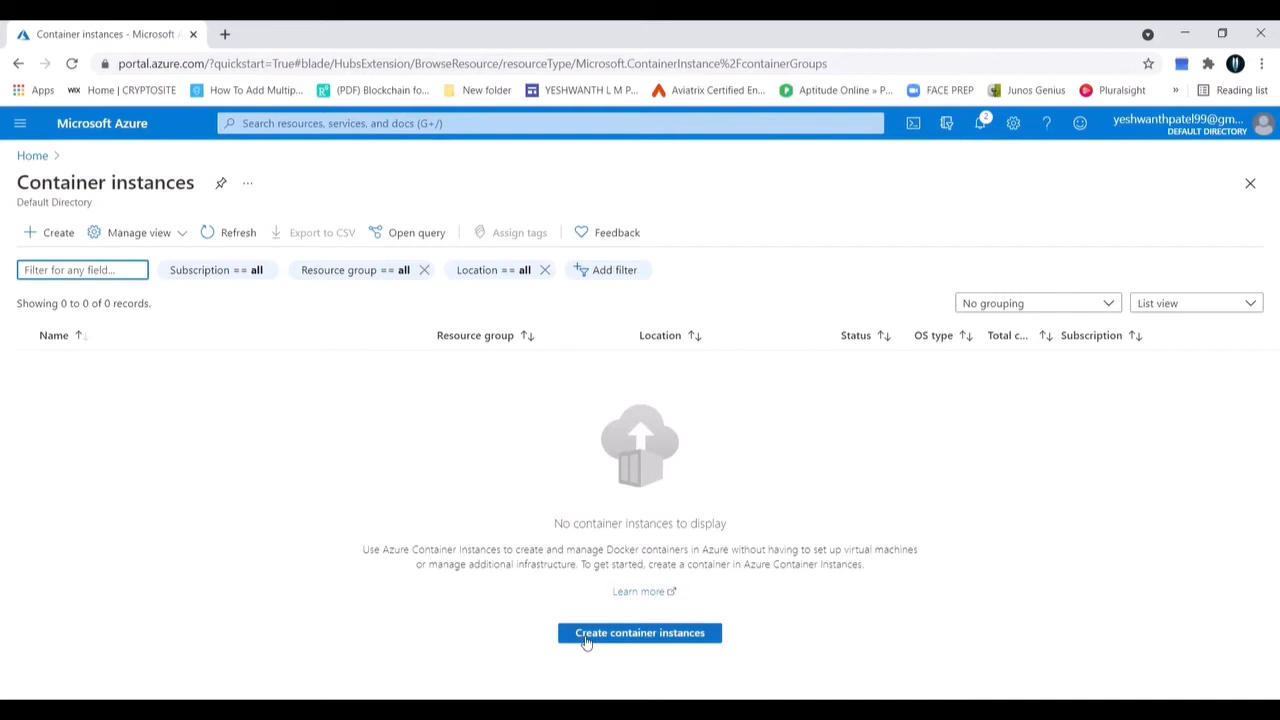 Container instances - Microsoft A
portal.azure.com/?quickstart=True#blade/HubsExtension/BrowseResource/resourceType/Microsoft.ContainerInstance%2FcontainerGroups
Apps WIX Home | CRYPTOSITE How To Add Multip... (PDF) Blockchain fo... New folder YESHWANTH L M P... Aviatrix Certified En... Aptitude Online » P... FACE PREP Junos Genius Pluralsight » Reading list
Microsoft Azure Search resources, services, and docs (G+/) 2 yeshwanthpatel99@gm...
DEFAULT DIRECTORY
Home >
Container instances ...
Default Directory
+ Create Manage view Refresh Export to CSV Open query Assign tags Feedback
Filter for any field... Subscription == all Resource group == all Location == all Add filter
Showing 0 to 0 of 0 records. No grouping List view
Name Resource group Location Status OS type Total c... Subscription
No container instances to display
Use Azure Container Instances to create and manage Docker containers in Azure without having to set up virtual machines
or manage additional infrastructure. To get started, create a container in Azure Container Instances.
Learn more
Create container instances